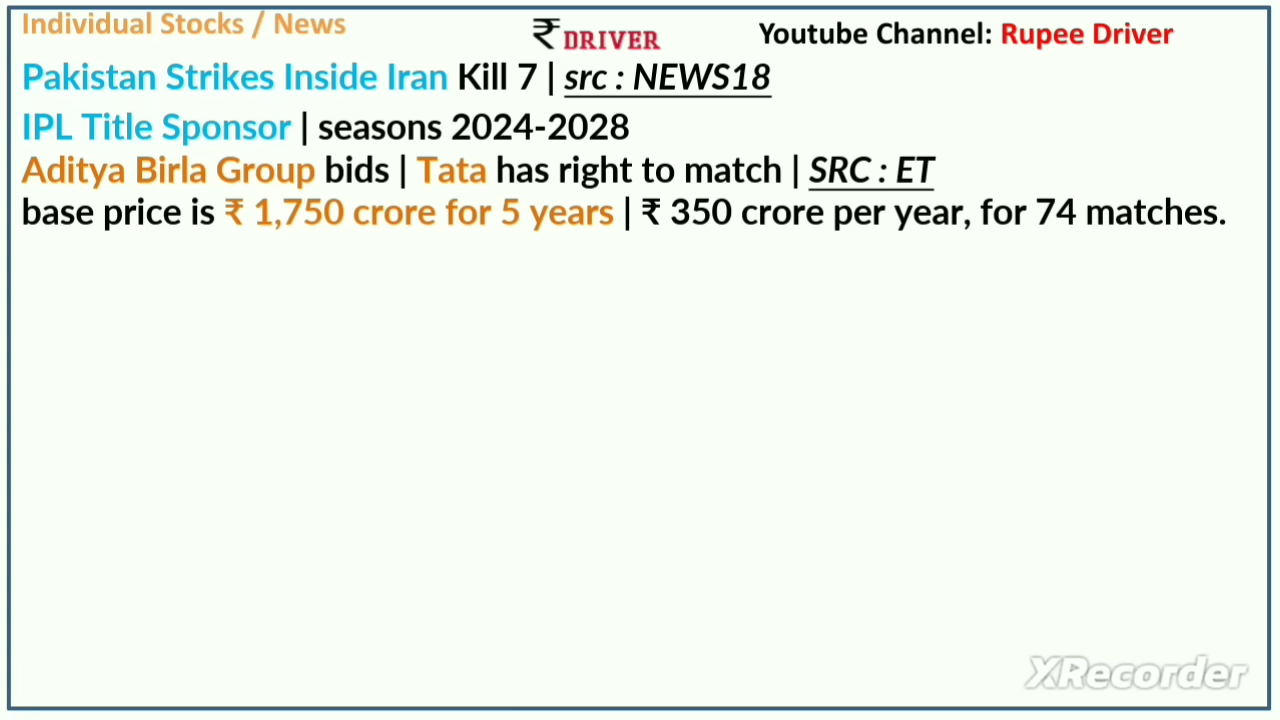 Individual Stocks / News
₹ DRIVER
Youtube Channel: Rupee Driver
Pakistan Strikes Inside Iran Kill 7 | src : NEWS18
IPL Title Sponsor | seasons 2024-2028
Aditya Birla Group bids | Tata has right to match | SRC : ET
base price is ₹ 1,750 crore for 5 years | ₹ 350 crore per year, for 74 matches.
XRecorder